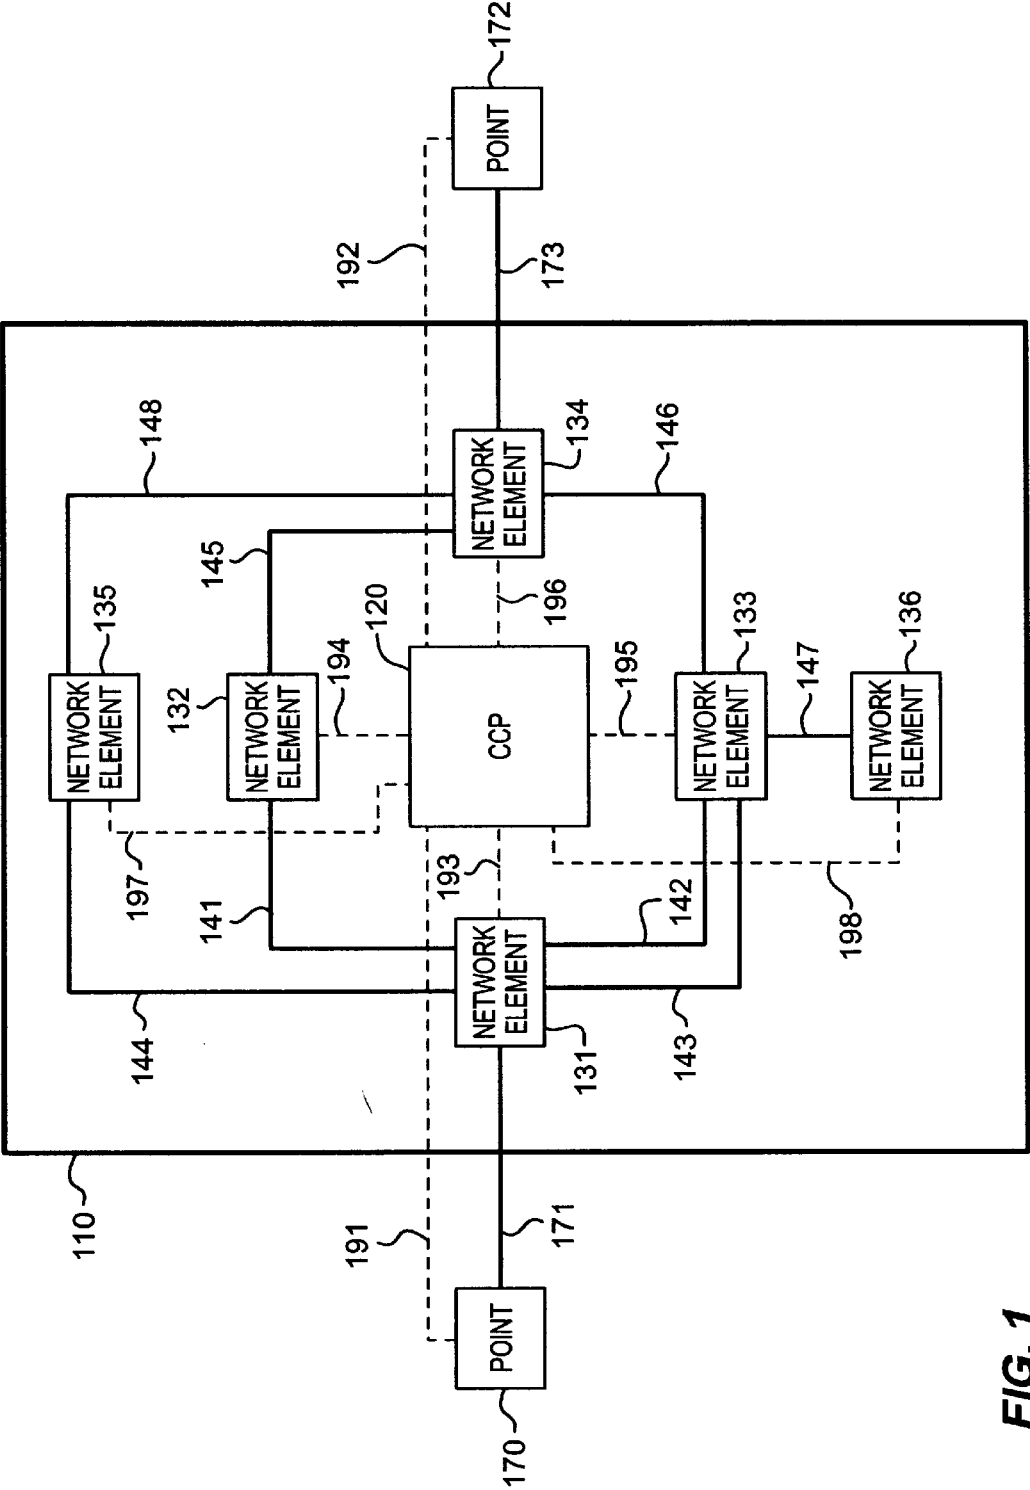 110
NETWORK
ELEMENT
135
144
197
148
132
141
145
NETWORK
ELEMENT
194
192
191
120
193
172
POINT
NETWORK
ELEMENT
CCP
NETWORK
ELEMENT
POINT
170
171
196
173
131
134
195
146
142
143
NETWORK
ELEMENT
133
147
198
NETWORK
ELEMENT
136
FIG. 1